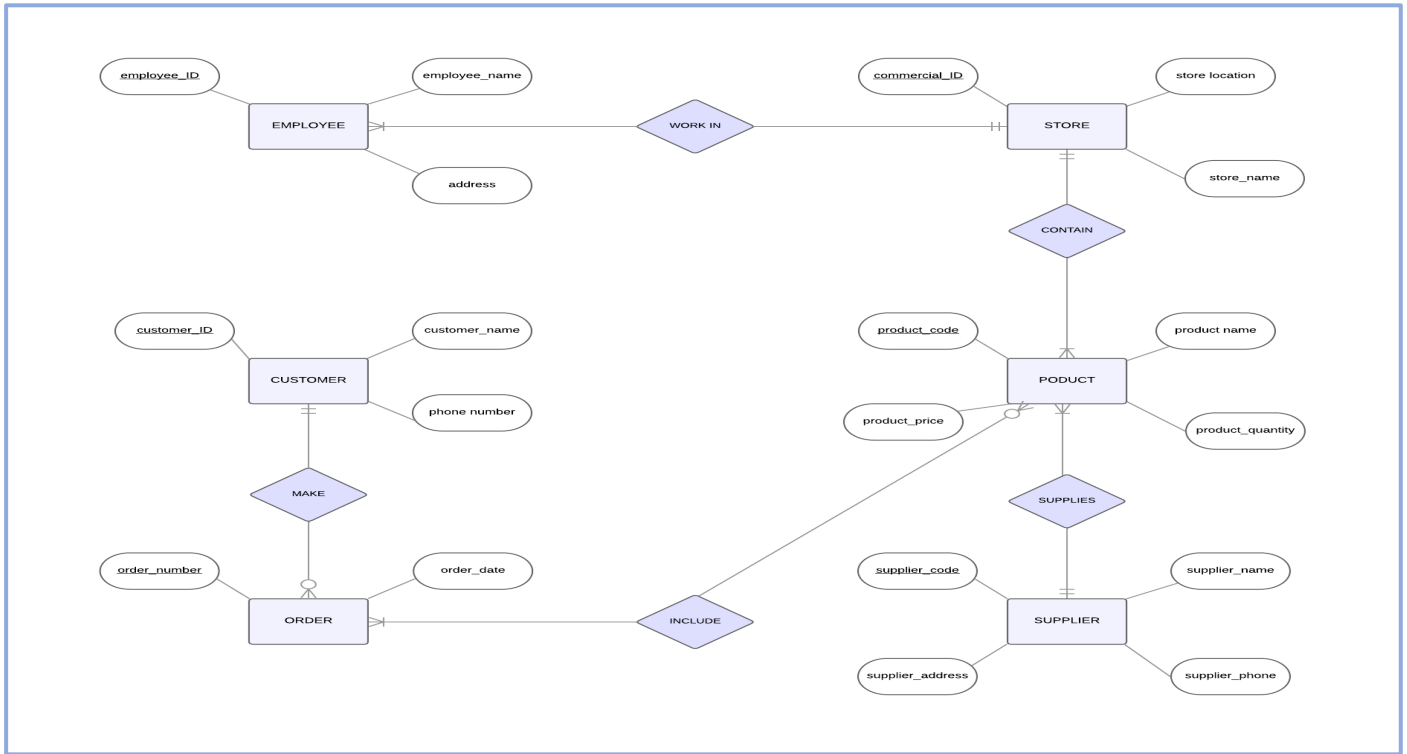 employee_ID
employee_name
commercial_ID
store location
EMPLOYEE
WORK IN
STORE
address
store_name
CONTAIN
customer_ID
customer_name
product_code
product name
CUSTOMER
PODUCT
phone number
product_price
product_quantity
MAKE
SUPPLIES
order_number
order_date
supplier_code
supplier_name
ORDER
INCLUDE
SUPPLIER
supplier_address
supplier_phone